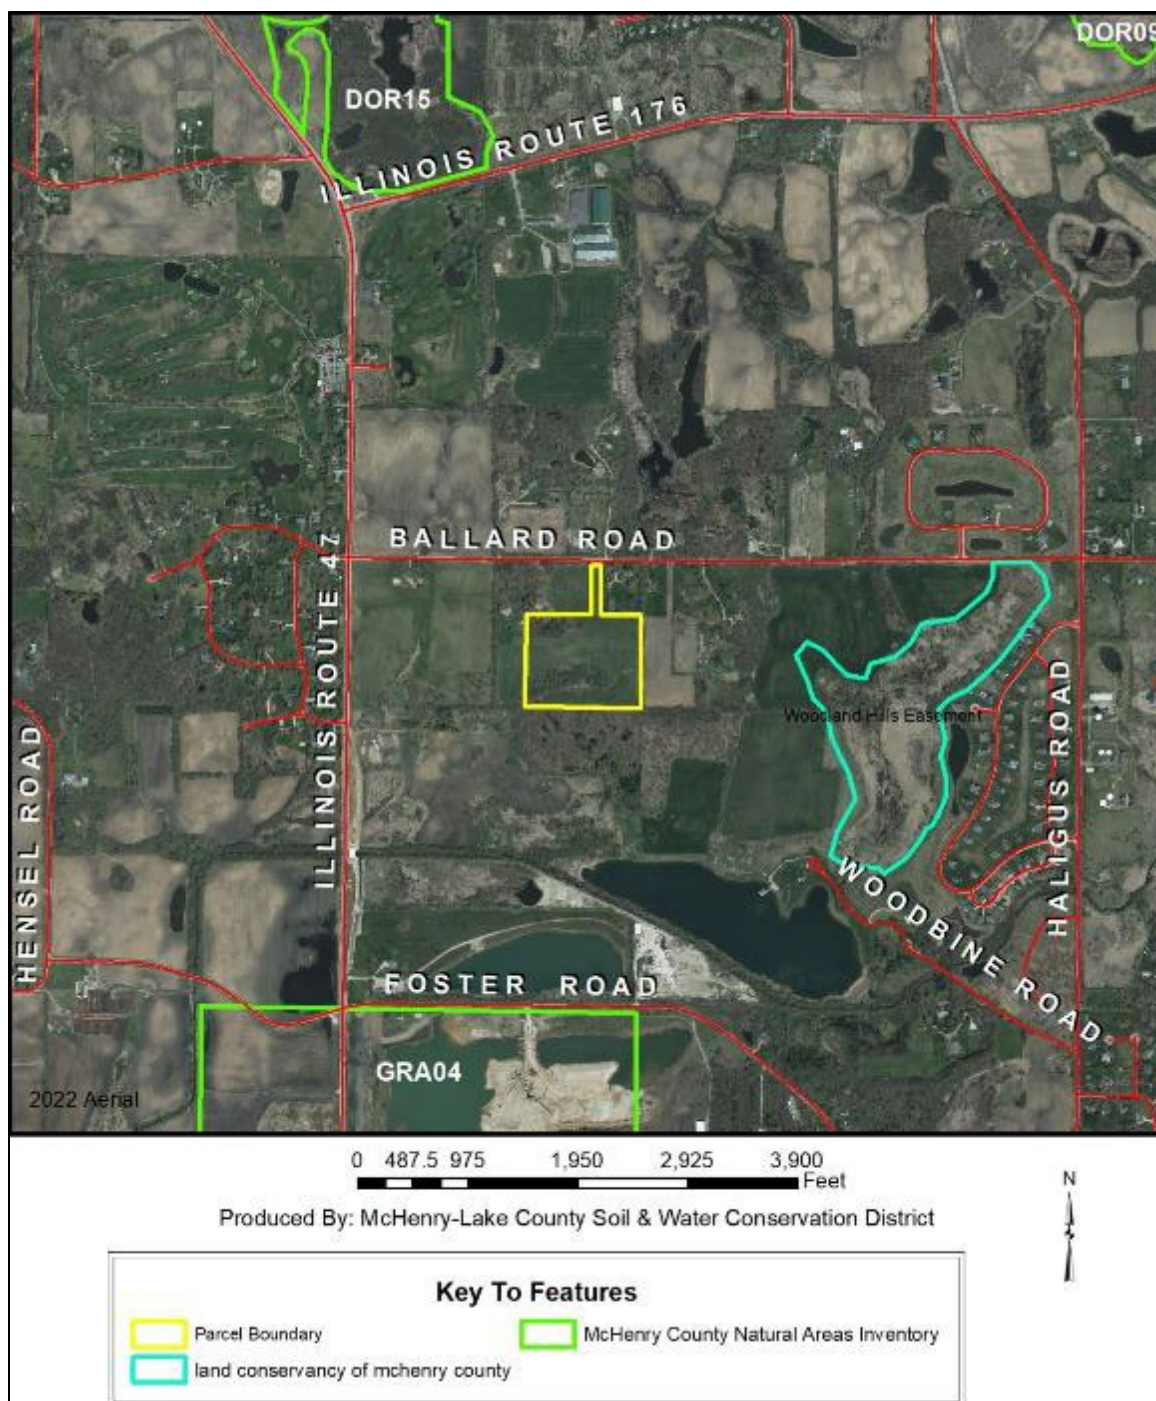 DOR09
DOR15
ILLINOIS ROUTE 176
BALLARD ROAD
ILLINOIS ROUTE 47
Woodland Hills Easement
HALIGUS ROAD
HENSEL ROAD
WOODBINE ROAD
FOSTER ROAD
GRA04
2022 Aerial
0 487.5 975 1,950 2,925 3,900
Feet
N
Produced By: McHenry-Lake County Soil & Water Conservation District
Key To Features
Parcel Boundary
McHenry County Natural Areas Inventory
land conservancy of mchenry county